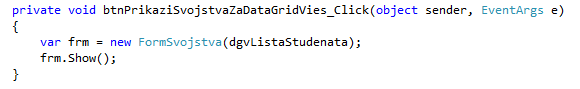 private void btnPrikaziSvojstvaZaDataGridVies_Click(object sender, EventArgs e)
{
var frm = new FormSvojstva(dgvListaStudenata);
frm.Show();
}